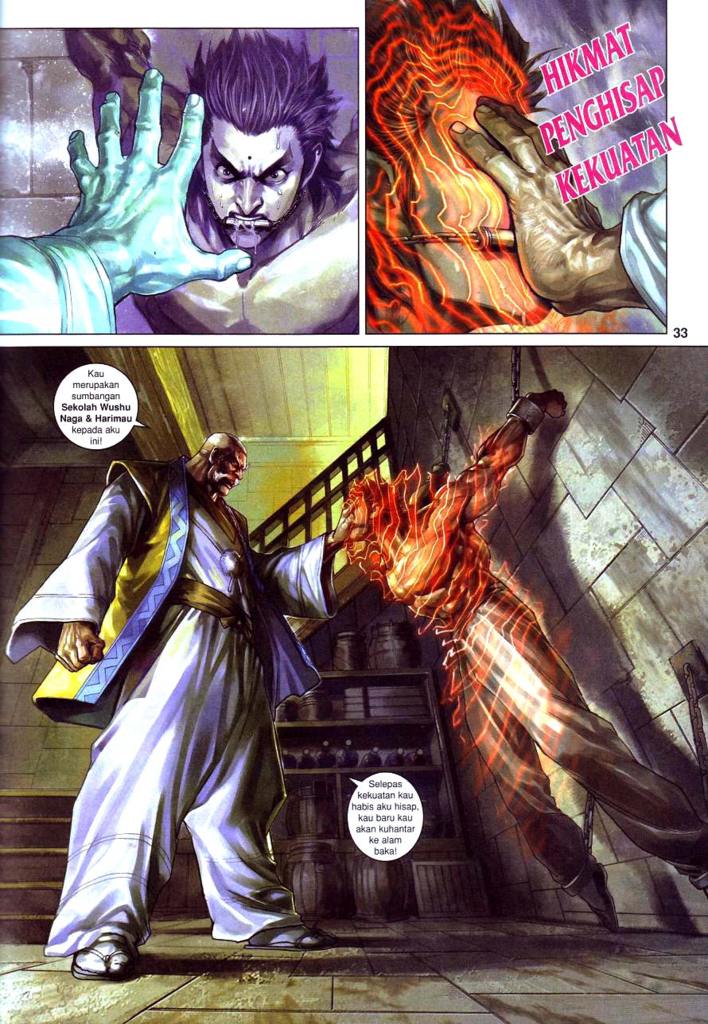 HIKMAT
PENGHISAP
KEKUATAN
33
Kau
merupakan
sumbangan
Sekolah Wushu
Naga & Harimau
kepada aku
ini!
Selepas
kekuatan kau
habis aku hisap,
kau baru kau
akan kuhantar
ke alam
baka!